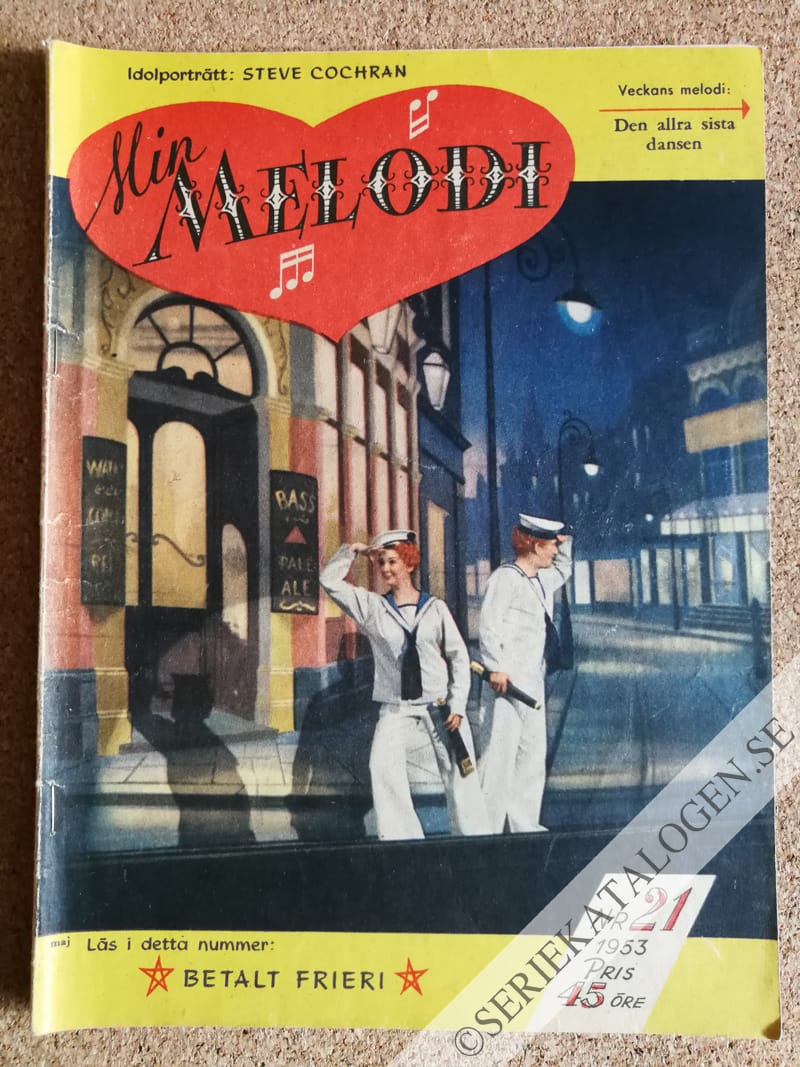 Idolporträtt: STEVE COCHRAN
Veckans melodi:
Den allra sista
dansen
Min
MELODI
BASS
PALE
ALE
maj
Läs i detta nummer:
BETALT FRIERI
NR 21
1953
PRIS
45 ÖRE
©SERIEKATALOGEN.SE